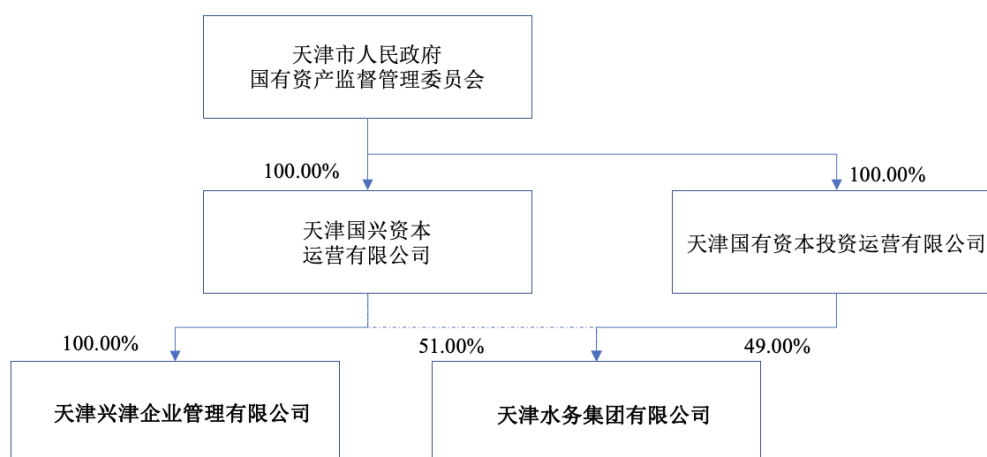 天津市人民政府
国有资产监督管理委员会
100.00%
100.00%
天津国兴资本
运营有限公司
天津国有资本投资运营有限公司
100.00%
51.00%
49.00%
天津兴津企业管理有限公司
天津水务集团有限公司